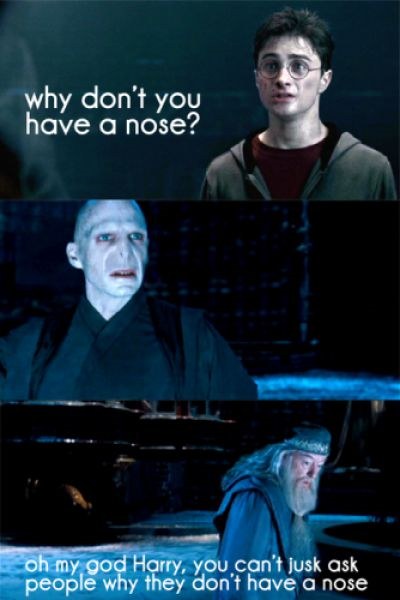 why don't you
have a nose?
oh my god Harry, you can't jusk ask
people why they don't have a nose